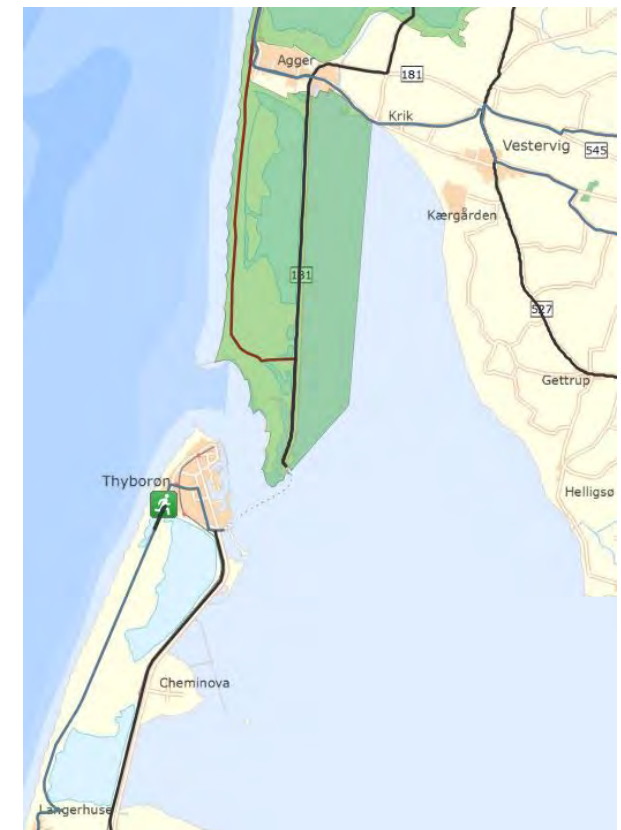 Agger
181
Krik
Vestervig
545
Kærgården
181
527
Gettrup
Thyborøn
Helligsø
Cheminova
Langerhuse